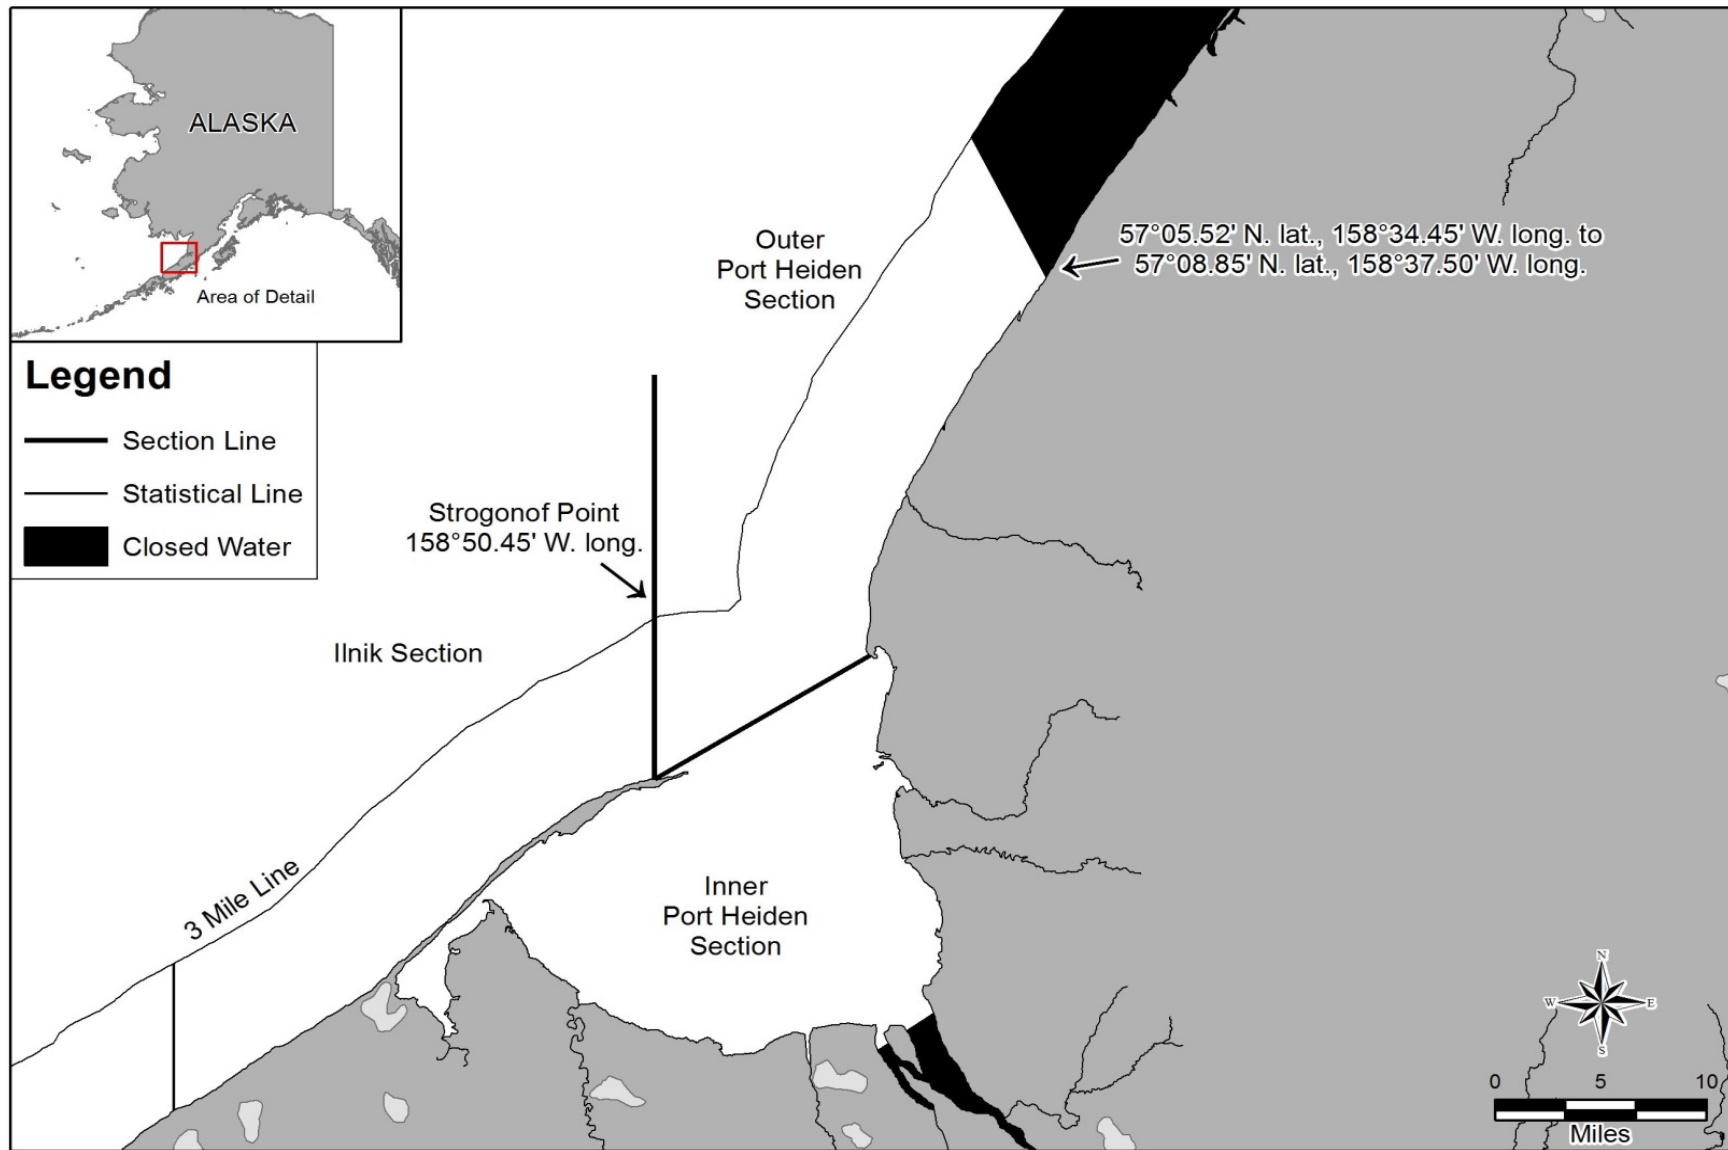 ALASKA
Area of Detail
Legend
Section Line
Statistical Line
Closed Water
Outer
Port Heiden
Section
57°05.52' N. lat., 158°34.45' W. long. to
57°08.85' N. lat., 158°37.50' W. long.
Strogonof Point
158°50.45' W. long.
Ilnik Section
3 Mile Line
Inner
Port Heiden
Section
N
W E
S
0 5 10
Miles